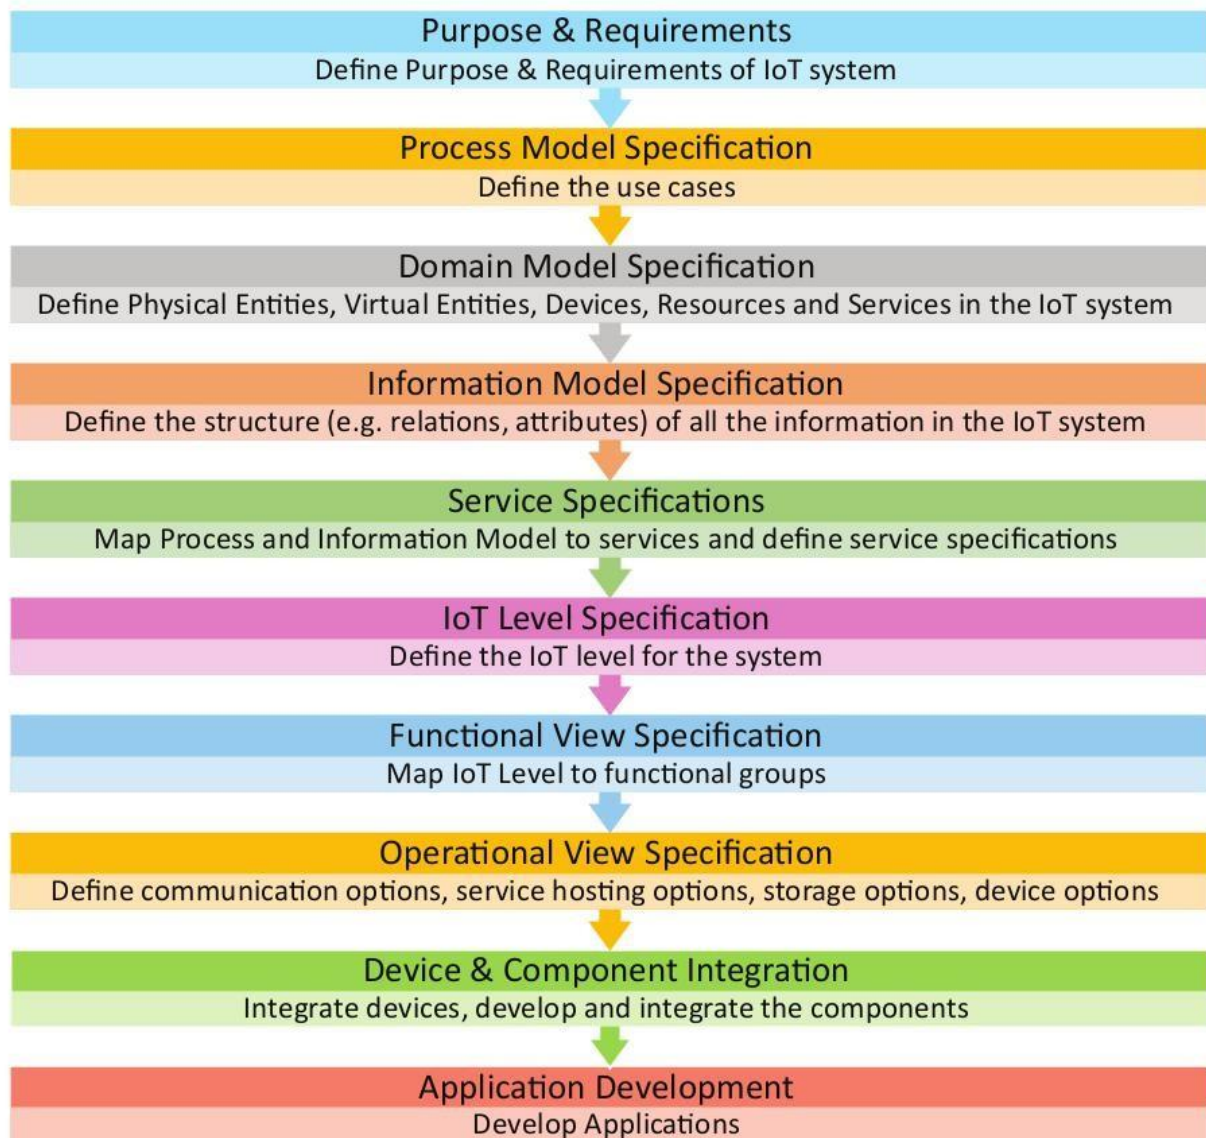 Purpose & Requirements
Define Purpose & Requirements of IoT system
Process Model Specification
Define the use cases
Domain Model Specification
Define Physical Entities, Virtual Entities, Devices, Resources and Services in the IoT system
Information Model Specification
Define the structure (e.g. relations, attributes) of all the information in the IoT system
Service Specifications
Map Process and Information Model to services and define service specifications
IoT Level Specification
Define the IoT level for the system
Functional View Specification
Map IoT Level to functional groups
Operational View Specification
Define communication options, service hosting options, storage options, device options
Device & Component Integration
Integrate devices, develop and integrate the components
Application Development
Develop Applications